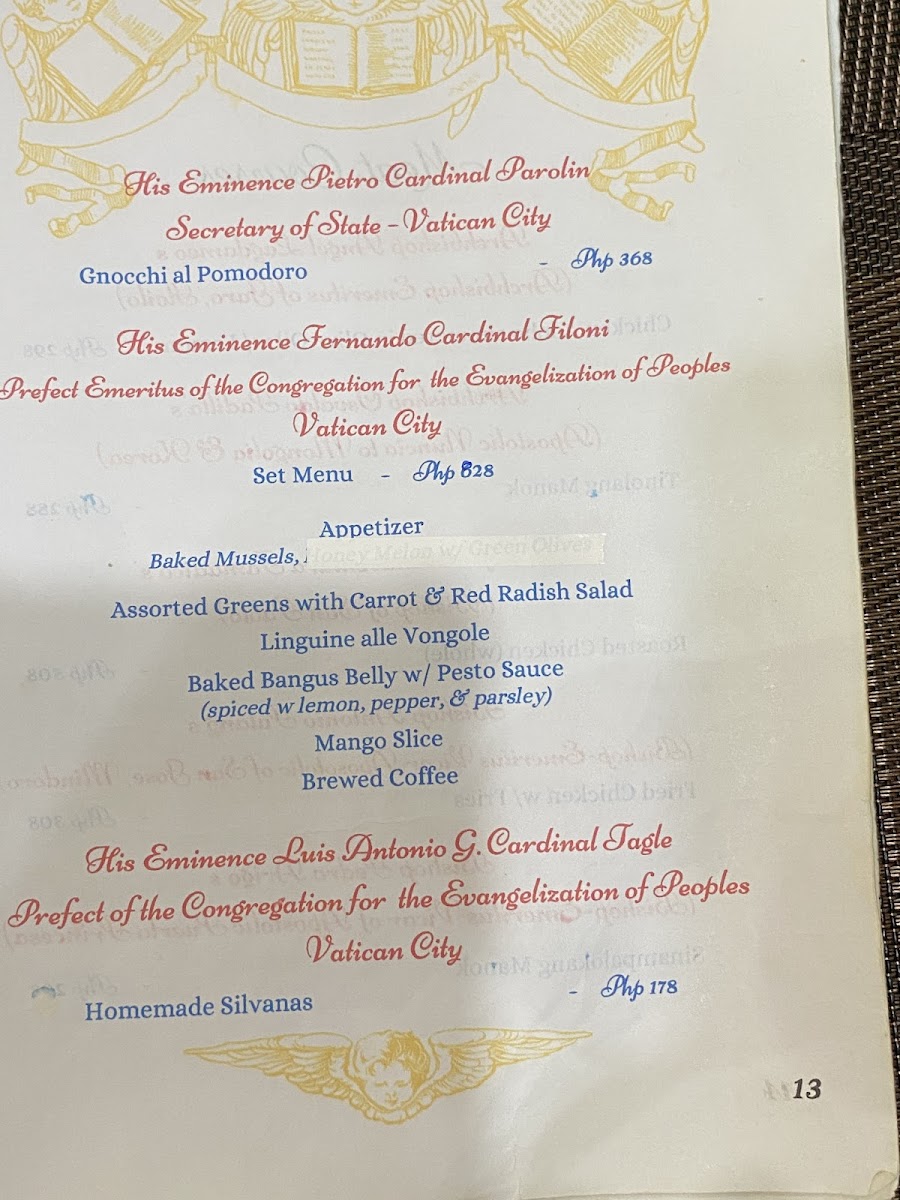 His Eminence Pietro Cardinal Parolin
Secretary of State - Vatican City
Gnocchi al Pomodoro - Php 368
His Eminence Fernando Cardinal Filoni
Prefect Emeritus of the Congregation for the Evangelization of Peoples
Vatican City
Set Menu - Php 828
Appetizer
Baked Mussels, Honey Melon w/ Green Olives
Assorted Greens with Carrot & Red Radish Salad
Linguine alle Vongole
Baked Bangus Belly w/ Pesto Sauce
(spiced w lemon, pepper, & parsley)
Mango Slice
Brewed Coffee
His Eminence Luis Antonio G. Cardinal Tagle
Prefect of the Congregation for the Evangelization of Peoples
Vatican City
Homemade Silvanas - Php 178
13